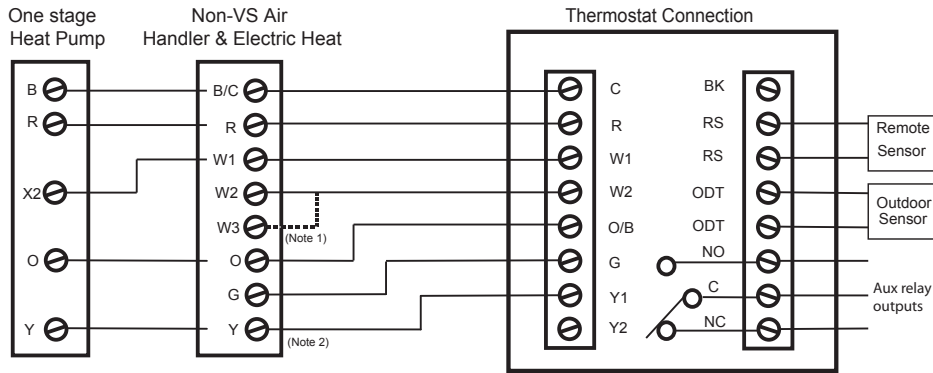 One stage
Heat Pump
Non-VS Air
Handler & Electric Heat
Thermostat Connection
B
R
X2
O
Y
B/C
R
W1
W2
W3
(Note 1)
O
G
Y
(Note 2)
C
R
W1
W2
O/B
G
Y1
Y2
BK
RS
RS
ODT
ODT
NO
C
NC
Remote
Sensor
Outdoor
Sensor
Aux relay
outputs